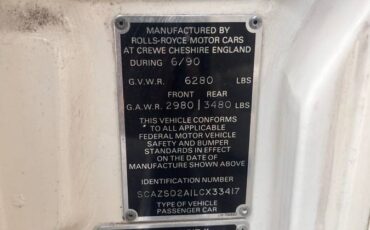 MANUFACTURED BY
ROLLS-ROYCE MOTOR CARS
AT CREWE CHESHIRE ENGLAND
DURING 6/90
G.V.W.R. 6280 LBS
FRONT REAR
G.A.W.R. 2980 | 3480 LBS
THIS VEHICLE CONFORMS
TO ALL APPLICABLE
FEDERAL MOTOR VEHICLE
SAFETY AND BUMPER
STANDARDS IN EFFECT
ON THE DATE OF
MANUFACTURE SHOWN ABOVE
IDENTIFICATION NUMBER
SCAZS02A1LCX33417
TYPE OF VEHICLE
PASSENGER CAR